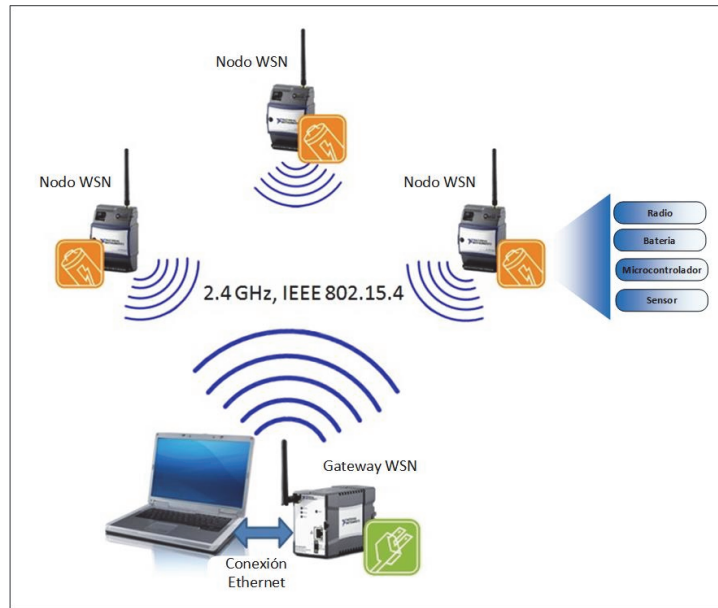 Nodo WSN
Nodo WSN
Nodo WSN
Radio
Bateria
Microcontrolador
Sensor
2.4 GHz, IEEE 802.15.4
Gateway WSN
Conexión
Ethernet